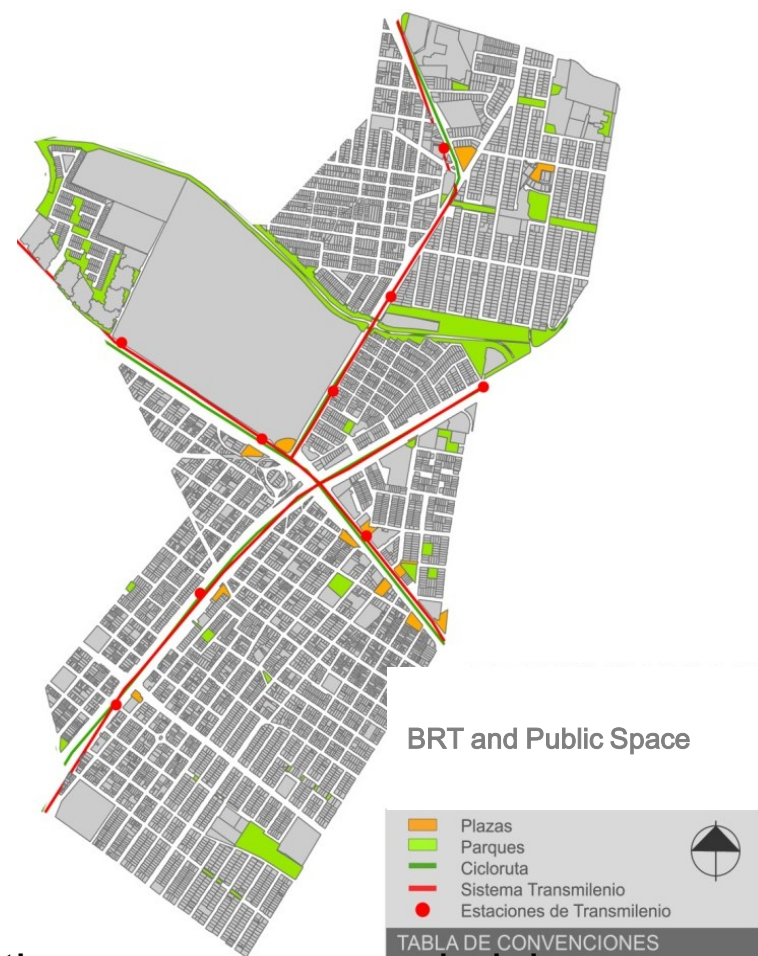 BRT and Public Space
Plazas
Parques
Cicloruta
Sistema Transmilenio
Estaciones de Transmilenio
TABLA DE CONVENCIONES